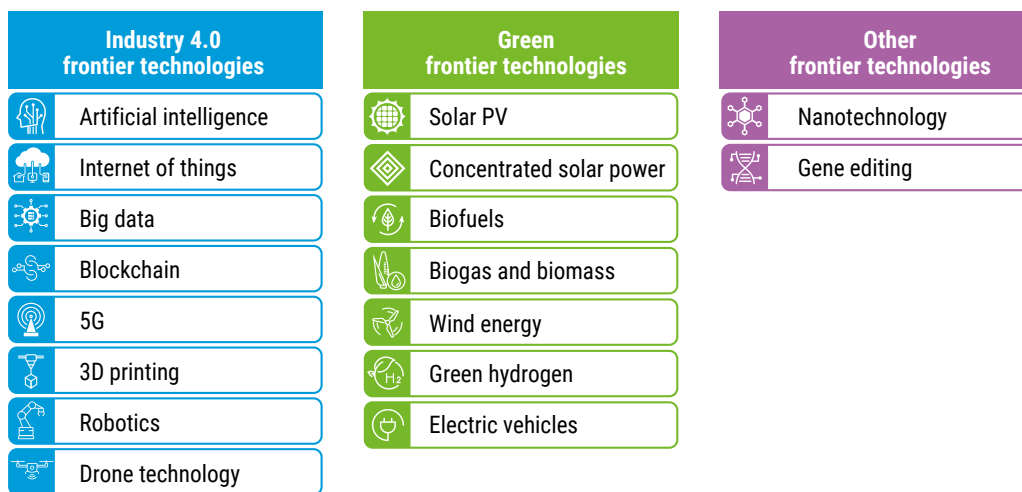 Industry 4.0
frontier technologies
Artificial intelligence
Internet of things
Big data
Blockchain
5G
3D printing
Robotics
Drone technology
Green
frontier technologies
Solar PV
Concentrated solar power
Biofuels
Biogas and biomass
Wind energy
H2
Green hydrogen
Electric vehicles
Other
frontier technologies
Nanotechnology
Gene editing